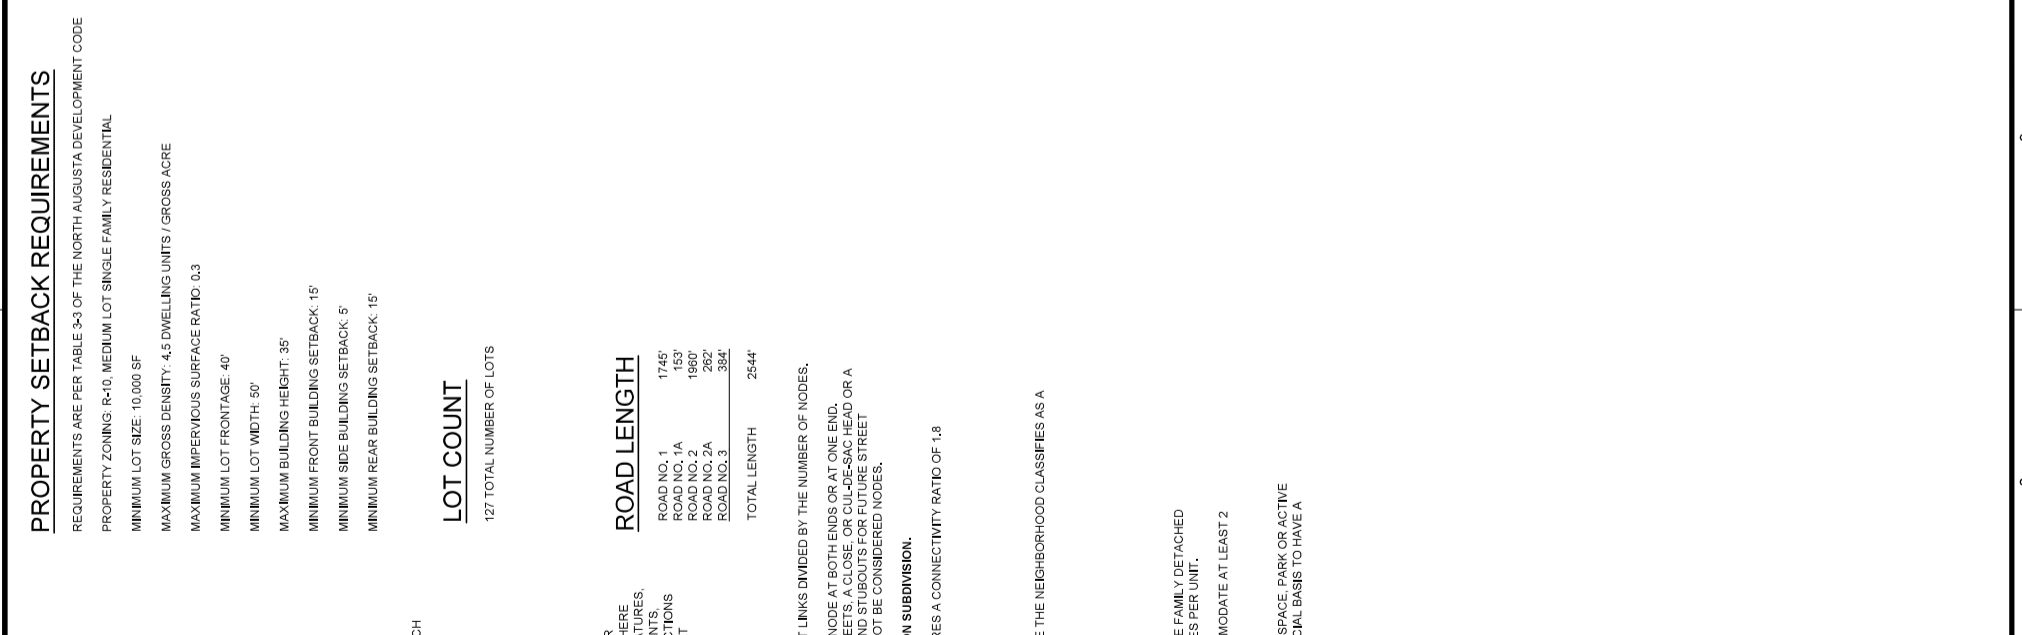 PROPERTY SETBACK REQUIREMENTS
REQUIREMENTS ARE PER TABLE 3-3 OF THE NORTH AUGUSTA DEVELOPMENT CODE
PROPERTY ZONING: R-10, MEDIUM LOT SINGLE FAMILY RESIDENTIAL
MINIMUM LOT SIZE: 10,000 SF
MAXIMUM GROSS DENSITY: 4.5 DWELLING UNITS / GROSS ACRE
MAXIMUM IMPERVIOUS SURFACE RATIO: 0.3
MINIMUM LOT FRONTAGE: 40'
MINIMUM LOT WIDTH: 50'
MAXIMUM BUILDING HEIGHT: 35'
MINIMUM FRONT BUILDING SETBACK: 15'
MINIMUM SIDE BUILDING SETBACK: 5'
MINIMUM REAR BUILDING SETBACK: 15'
CH
LOT COUNT
127 TOTAL NUMBER OF LOTS
ROAD LENGTH
ROAD NO. 1 1745'
ROAD NO. 1A 153'
ROAD NO. 2 1960'
ROAD NO. 2A 262'
ROAD NO. 3 384'
TOTAL LENGTH 2544'
R
HERE
TURES,
NTS,
CTIONS
T
T LINKS DIVIDED BY THE NUMBER OF NODES.
NODE AT BOTH ENDS OR AT ONE END.
EETS, A CLOSE, OR CUL-DE-SAC HEAD OR A
ND STUBOUTS FOR FUTURE STREET
OT BE CONSIDERED NODES.
ON SUBDIVISION.
RES A CONNECTIVITY RATIO OF 1.8
E THE NEIGHBORHOOD CLASSIFIES AS A
E FAMILY DETACHED
ES PER UNIT.
MODATE AT LEAST 2
SPACE, PARK OR ACTIVE
CIAL BASIS TO HAVE A